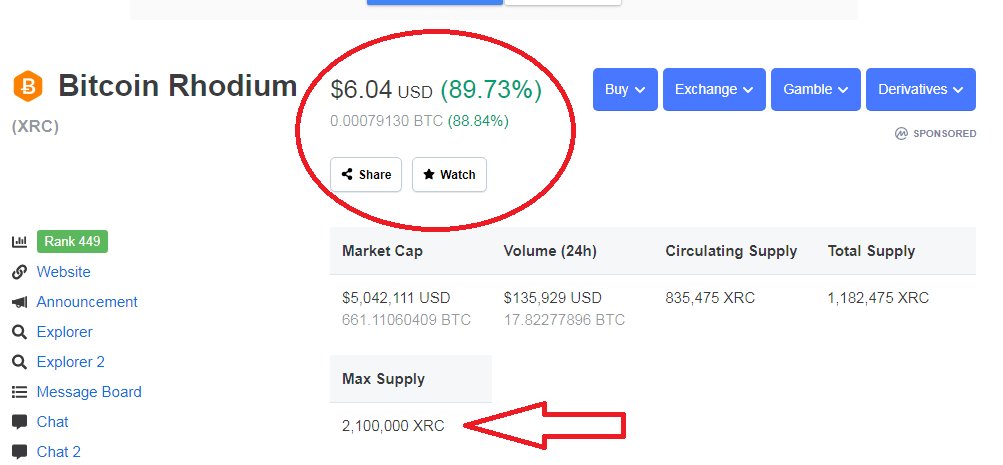 Bitcoin Rhodium
(XRC)
$6.04 USD (89.73%)
0.00079130 BTC (88.84%)
Share Watch
Buy Exchange Gamble Derivatives
SPONSORED
Rank 449
Website
Announcement
Explorer
Explorer 2
Message Board
Chat
Chat 2
Market Cap Volume (24h) Circulating Supply Total Supply
$5,042,111 USD $135,929 USD 835,475 XRC 1,182,475 XRC
661.11060409 BTC 17.82277896 BTC
Max Supply
2,100,000 XRC